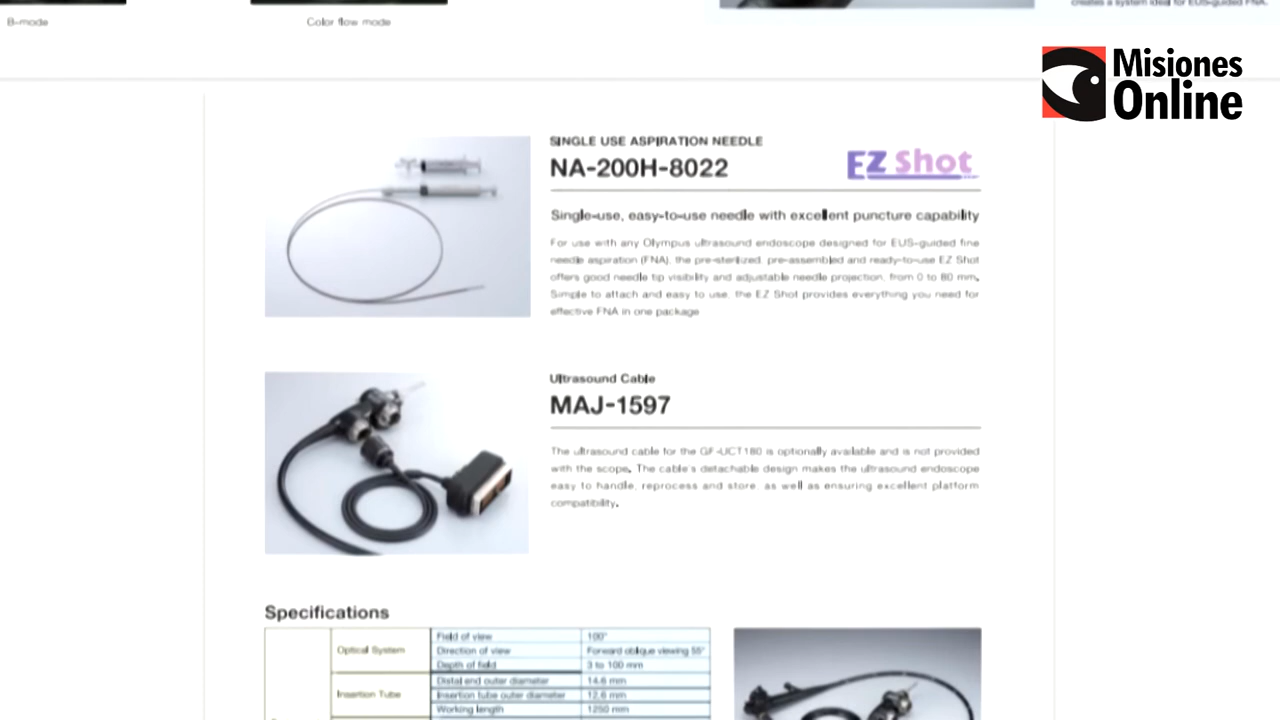 creates a system ideal for EUS-guided FNA.
B-mode
Color flow mode
Misiones
Online
SINGLE USE ASPIRATION NEEDLE
NA-200H-8022
EZ Shot
Single-use, easy-to-use needle with excellent puncture capability
For use with any Olympus ultrasound endoscope designed for EUS-guided fine
needle aspiration (FNA), the pre-sterilized, pre-assembled and ready-to-use EZ Shot
offers good needle tip visibility and adjustable needle projection, from 0 to 80 mm.
Simple to attach and easy to use, the EZ Shot provides everything you need for
effective FNA in one package
Ultrasound Cable
MAJ-1597
The ultrasound cable for the GF-UCT180 is optionally available and is not provided
with the scope. The cable's detachable design makes the ultrasound endoscope
easy to handle, reprocess and store, as well as ensuring excellent platform
compatibility.
Specifications
Optical System
Field of view 100°
Direction of view Forward oblique viewing 55°
Depth of field 3 to 100 mm
Insertion Tube
Distal end outer diameter 14.6 mm
Insertion tube outer diameter 12.6 mm
Working length 1250 mm